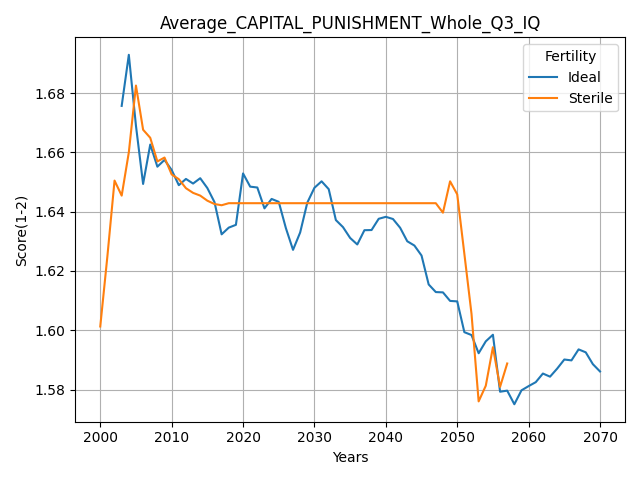 Average_CAPITAL_PUNISHMENT_Whole_Q3_IQ
Fertility
Ideal
Sterile
Score(1-2)
1.68
1.66
1.64
1.62
1.60
1.58
2000 2010 2020 2030 2040 2050 2060 2070
Years